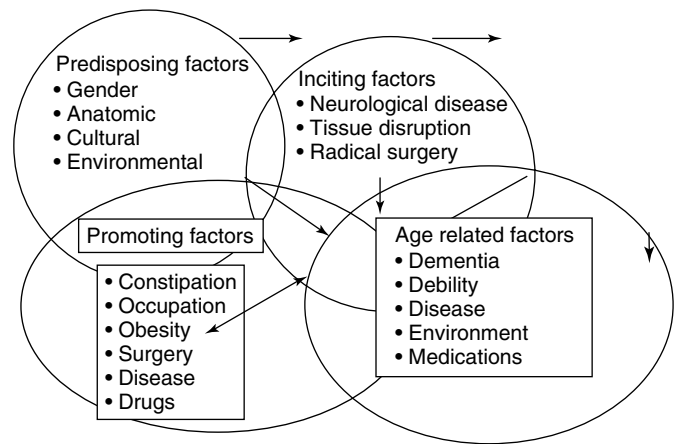 Predisposing factors
• Gender
• Anatomic
• Cultural
• Environmental
Inciting factors
• Neurological disease
• Tissue disruption
• Radical surgery
Promoting factors
• Constipation
• Occupation
• Obesity
• Surgery
• Disease
• Drugs
Age related factors
• Dementia
• Debility
• Disease
• Environment
• Medications